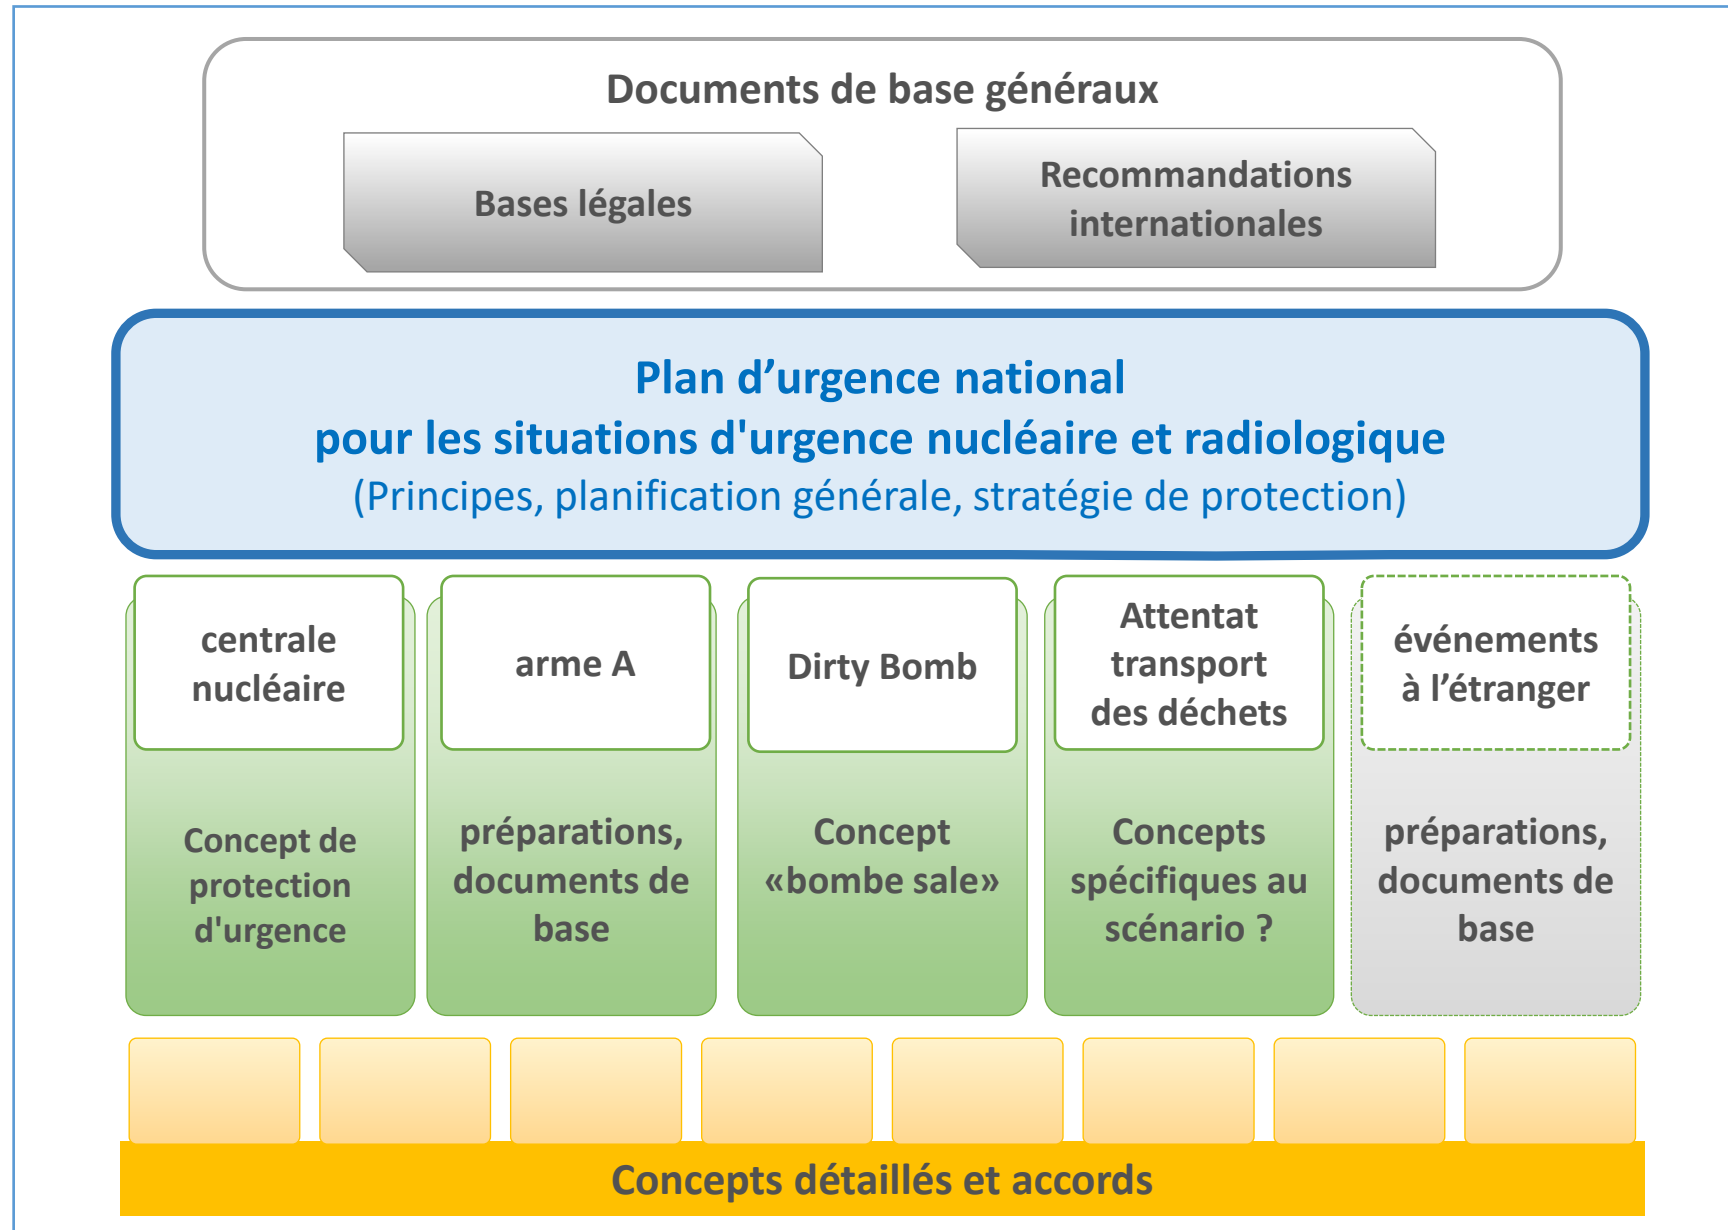 Documents de base généraux
Bases légales
Recommandations
internationales
Plan d’urgence national
pour les situations d'urgence nucléaire et radiologique
(Principes, planification générale, stratégie de protection)
centrale
nucléaire
Concept de
protection
d'urgence
arme A
préparations,
documents de
base
Dirty Bomb
Concept
«bombe sale»
Attentat
transport
des déchets
Concepts
spécifiques au
scénario ?
événements
à l’étranger
préparations,
documents de
base
Concepts détaillés et accords